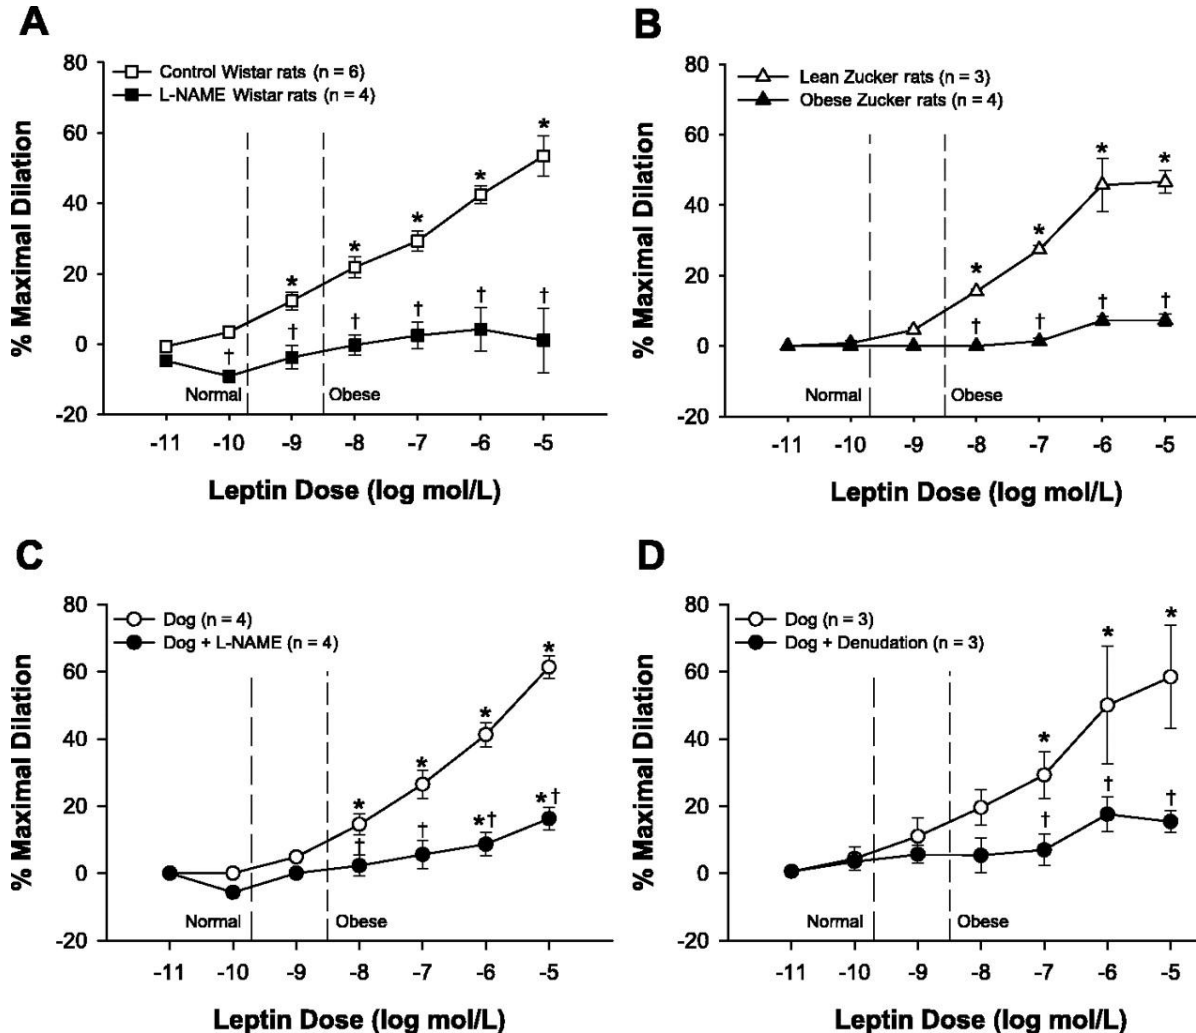 A
% Maximal Dilation
80
60
40
20
0
-20
Control Wistar rats (n = 6)
L-NAME Wistar rats (n = 4)
* * * * *
† † † † † †
Normal Obese
-11 -10 -9 -8 -7 -6 -5
Leptin Dose (log mol/L)
B
% Maximal Dilation
80
60
40
20
0
-20
Lean Zucker rats (n = 3)
Obese Zucker rats (n = 4)
* * * *
† † † †
Normal Obese
-11 -10 -9 -8 -7 -6 -5
Leptin Dose (log mol/L)
C
% Maximal Dilation
80
60
40
20
0
-20
Dog (n = 4)
Dog + L-NAME (n = 4)
* * * *
† † *† *†
Normal Obese
-11 -10 -9 -8 -7 -6 -5
Leptin Dose (log mol/L)
D
% Maximal Dilation
80
60
40
20
0
-20
Dog (n = 3)
Dog + Denudation (n = 3)
* * *
† † †
Normal Obese
-11 -10 -9 -8 -7 -6 -5
Leptin Dose (log mol/L)